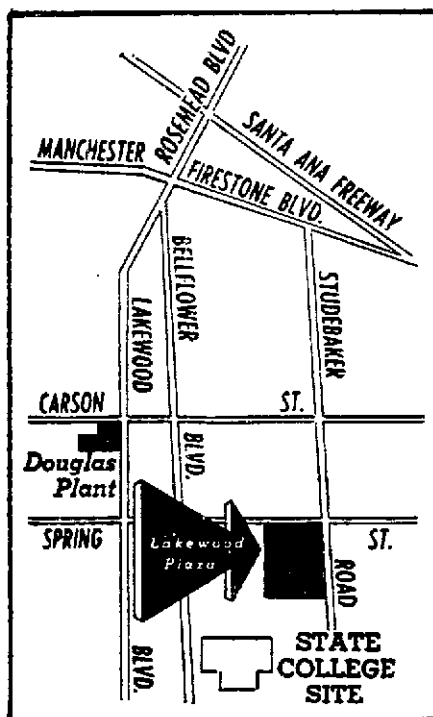 ROSEMEAD BLVD
SANTA ANA FREEWAY
MANCHESTER
FIRESTONE BLVD.
BELLFLOWER
LAKEWOOD
STUDEBAKER
CARSON ST.
Douglas
Plant
BLVD.
SPRING ST.
Lakewood
Plaza
ROAD
STATE
COLLEGE
SITE
BLVD.